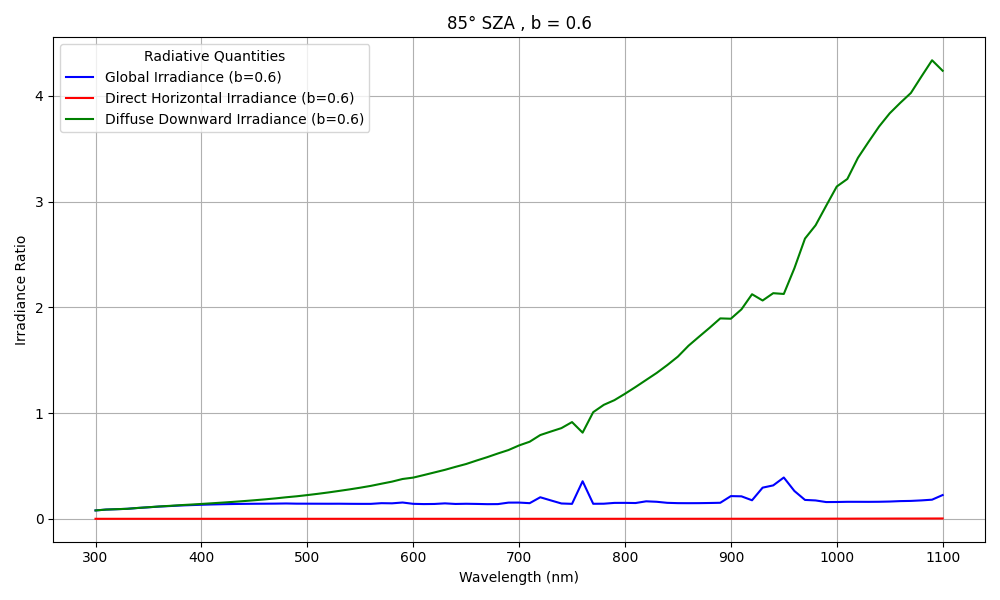 85° SZA , b = 0.6
Radiative Quantities
Global Irradiance (b=0.6)
Direct Horizontal Irradiance (b=0.6)
Diffuse Downward Irradiance (b=0.6)
Irradiance Ratio
4
3
2
1
0
300 400 500 600 700 800 900 1000 1100
Wavelength (nm)